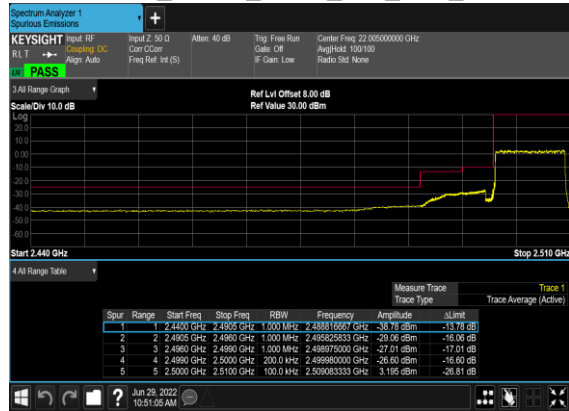 Spectrum Analyzer 1
Spurious Emissions
KEYSIGHT Input: RF Input Z: 50 Ω Atten: 40 dB Trig: Free Run Center Freq: 22.005000000 GHz
RLT Coupling: DC Corr CCorr Gate: Off Avg|Hold: 100/100
Align: Auto Freq Ref: Int (S) IF Gain: Low Radio Std: None
PASS
3 All Range Graph
Ref Lvl Offset 8.00 dB
Scale/Div 10.0 dB Ref Value 30.00 dBm
Log
20.0
10.0
0.00
-10.0
-20.0
-30.0
-40.0
-50.0
-60.0
Start 2.440 GHz Stop 2.510 GHz
4 All Range Table
Measure Trace Trace 1
Trace Type Trace Average (Active)
Spur Range Start Freq Stop Freq RBW Frequency Amplitude ΔLimit
1 1 2.4400 GHz 2.4905 GHz 1.000 MHz 2.488816667 GHz -38.78 dBm -13.78 dB
2 2 2.4905 GHz 2.4960 GHz 1.000 MHz 2.495825833 GHz -29.06 dBm -16.06 dB
3 3 2.4960 GHz 2.4990 GHz 1.000 MHz 2.498975000 GHz -27.01 dBm -17.01 dB
4 4 2.4990 GHz 2.5000 GHz 200.0 kHz 2.499980000 GHz -26.60 dBm -16.60 dB
5 5 2.5000 GHz 2.5100 GHz 100.0 kHz 2.509083333 GHz 3.195 dBm -26.81 dB
Jun 29, 2022
10:51:05 AM